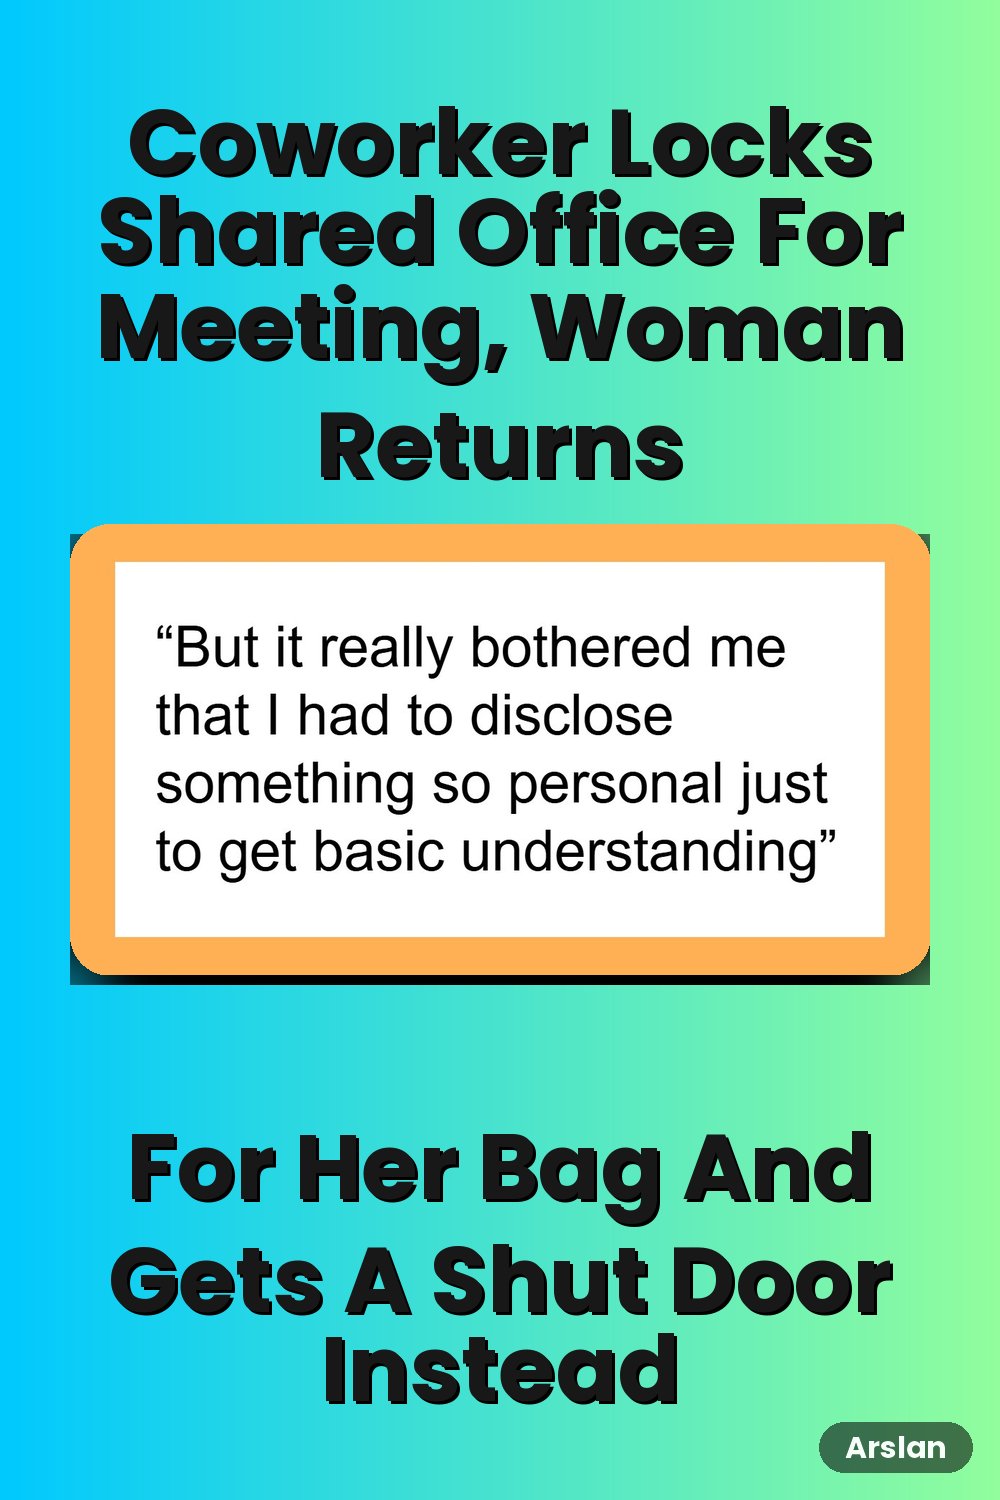 Coworker Locks
Shared Office For
Meeting, Woman
Returns
“But it really bothered me
that I had to disclose
something so personal just
to get basic understanding”
For Her Bag And
Gets A Shut Door
Instead
Arslan